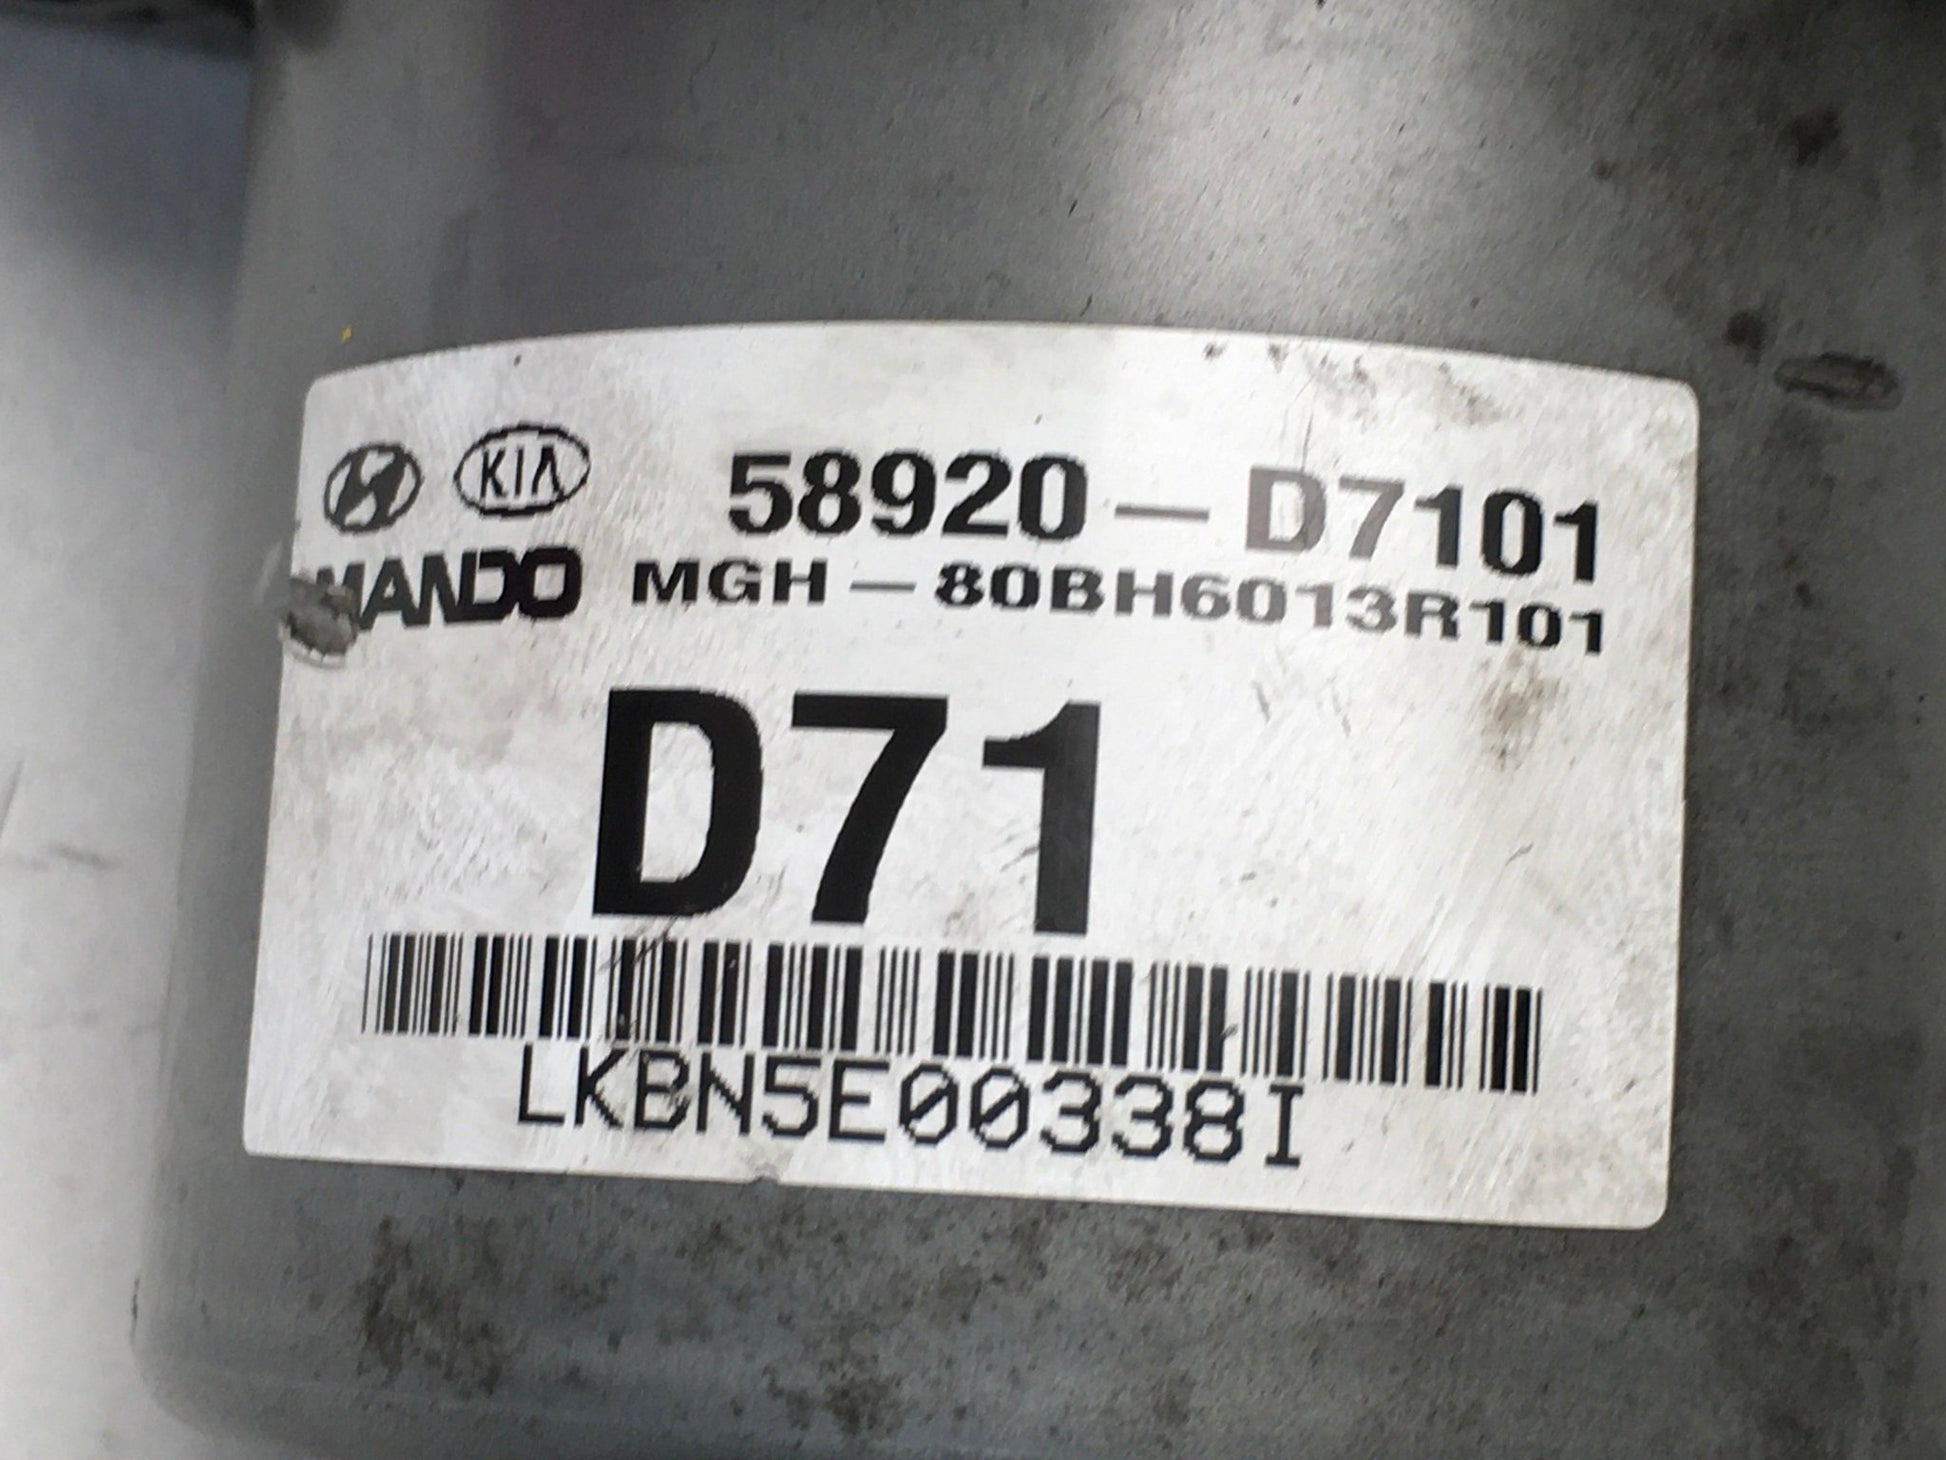 KIA 58920-D7101
MANDO MGH-80BH6013R101
D71
LKBN5E00338I